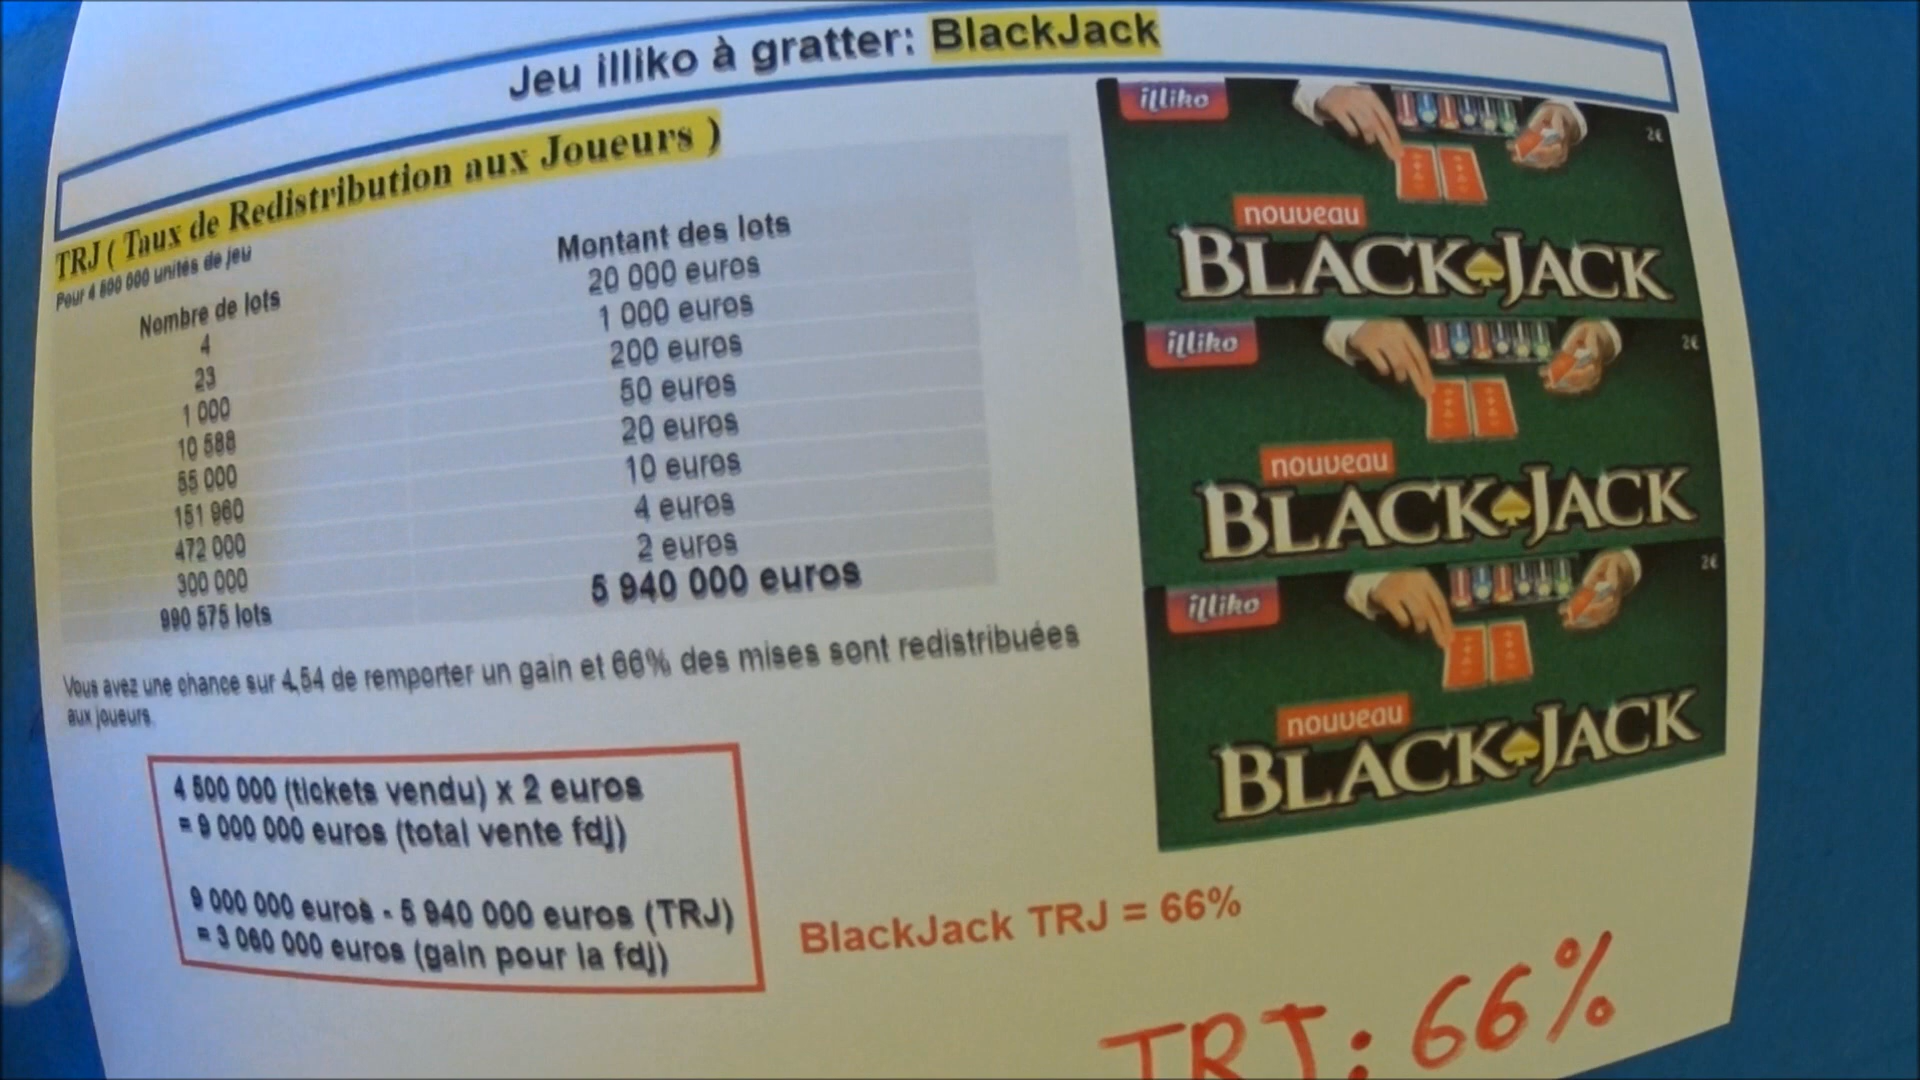 Jeu illiko à gratter: BlackJack
TRJ ( Taux de Redistribution aux Joueurs )
Pour 4 500 000 unités de jeu
Nombre de lots Montant des lots
4 20 000 euros
23 1 000 euros
1 000 200 euros
10 588 50 euros
55 000 20 euros
151 960 10 euros
472 000 4 euros
300 000 2 euros
990 575 lots 5 940 000 euros
Vous avez une chance sur 4,54 de remporter un gain et 66% des mises sont redistribuées
aux joueurs.
4 500 000 (tickets vendu) x 2 euros
= 9 000 000 euros (total vente fdj)
9 000 000 euros - 5 940 000 euros (TRJ)
= 3 060 000 euros (gain pour la fdj)
illiko
2€
nouveau
BLACK JACK
illiko
2€
nouveau
BLACK JACK
illiko
2€
nouveau
BLACK JACK
BlackJack TRJ = 66%
TRJ: 66%